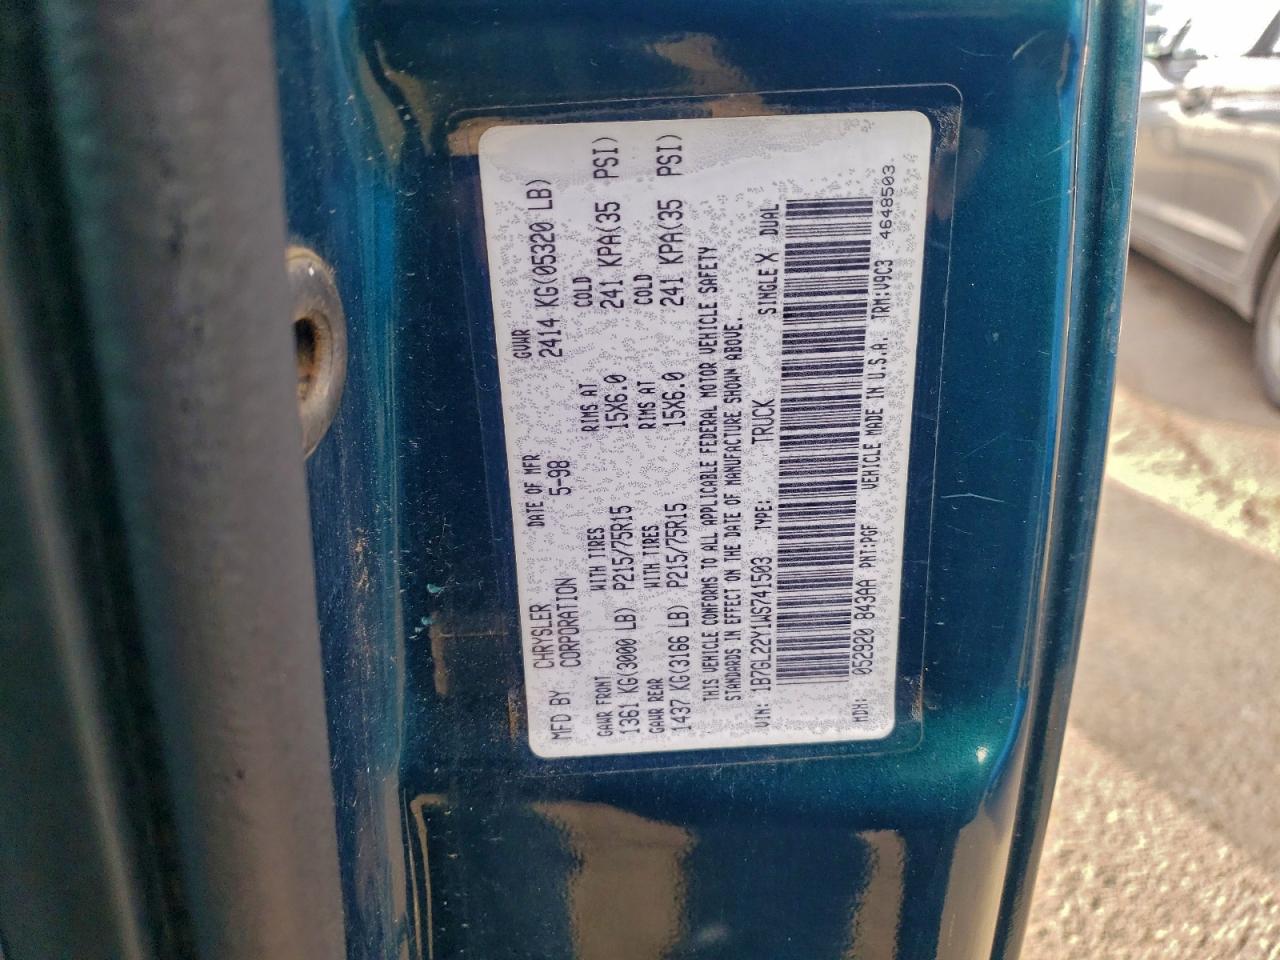 MFD BY CHRYSLER CORPORATION DATE OF MFR 5-98 GVWR 2414 KG(05320 LB)
GAWR FRONT WITH TIRES RIMS AT COLD
1361 KG(3000 LB) P215/75R15 15X6.0 241 KPA(35 PSI)
GAWR REAR WITH TIRES RIMS AT COLD
1437 KG(3166 LB) P215/75R15 15X6.0 241 KPA(35 PSI)
THIS VEHICLE CONFORMS TO ALL APPLICABLE FEDERAL MOTOR VEHICLE SAFETY
STANDARDS IN EFFECT ON THE DATE OF MANUFACTURE SHOWN ABOVE.
VIN: 1B7GL22Y1WS741583 TYPE: TRUCK SINGLE X DUAL
MDH: 052920 843AA PNT:PGF VEHICLE MADE IN U.S.A. TRM:V9C3 4648503